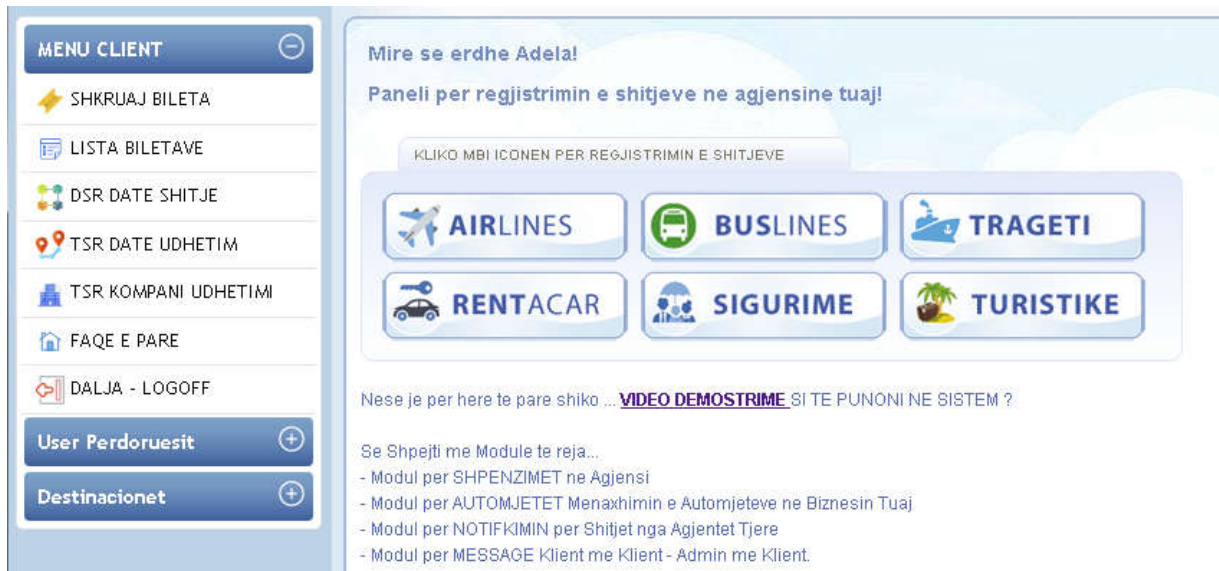 MENU CLIENT
SHKRUAJ BILETA
LISTA BILETAVE
DSR DATE SHITJE
TSR DATE UDHETIM
TSR KOMPANI UDHETIMI
FAQE E PARE
DALJA - LOGOFF
User Perdoruesit
Destinacionet
Mire se erdhe Adela!
Paneli per regjistrimin e shitjeve ne agjensine tuaj!
KLIKO MBI ICONEN PER REGJISTRIMIN E SHITJEVE
AIRLINES
BUSLINES
TRAGETI
RENTACAR
SIGURIME
TURISTIKE
Nese je per here te pare shiko ... VIDEO DEMOSTRIME SI TE PUNONI NE SISTEM ?
Se Shpejti me Module te reja...
- Modul per SHPENZIMET ne Agjensi
- Modul per AUTOMJETET Menaxhimin e Automjeteve ne Biznesin Tuaj
- Modul per NOTIFKIMIN per Shitjet nga Agjentet Tjere
- Modul per MESSAGE Klient me Klient - Admin me Klient.